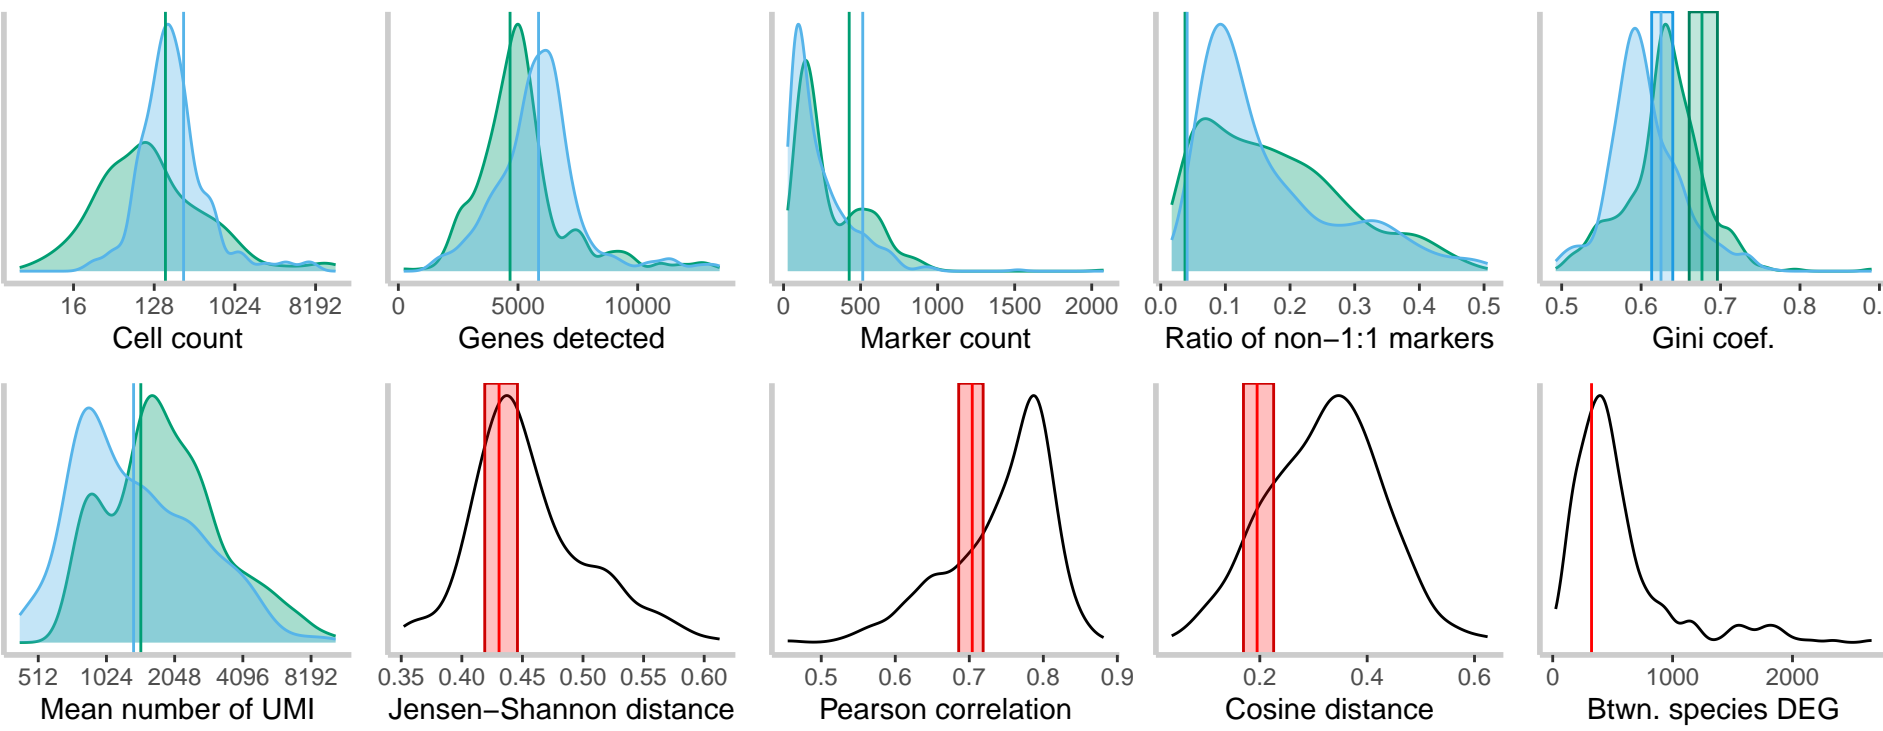 16 128 1024 8192
Cell count
0 5000 10000
Genes detected
0 500 1000 1500 2000
Marker count
0.0 0.1 0.2 0.3 0.4 0.5
Ratio of non−1:1 markers
0.5 0.6 0.7 0.8 0.
Gini coef.
512 1024 2048 4096 8192
Mean number of UMI
0.35 0.40 0.45 0.50 0.55 0.60
Jensen−Shannon distance
0.5 0.6 0.7 0.8 0.9
Pearson correlation
0.2 0.4 0.6
Cosine distance
0 1000 2000
Btwn. species DEG